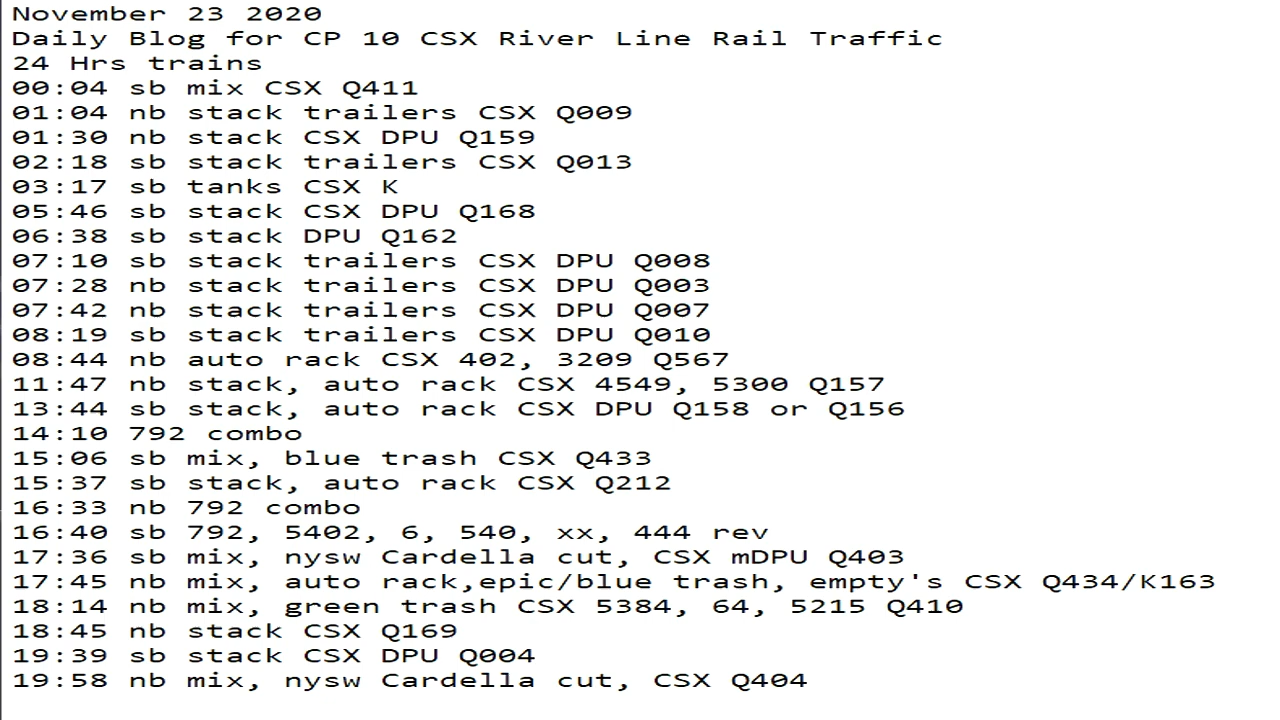 November 23 2020
Daily Blog for CP 10 CSX River Line Rail Traffic
24 Hrs trains
00:04 sb mix CSX Q411
01:04 nb stack trailers CSX Q009
01:30 nb stack CSX DPU Q159
02:18 sb stack trailers CSX Q013
03:17 sb tanks CSX K
05:46 sb stack CSX DPU Q168
06:38 sb stack DPU Q162
07:10 sb stack trailers CSX DPU Q008
07:28 nb stack trailers CSX DPU Q003
07:42 nb stack trailers CSX DPU Q007
08:19 sb stack trailers CSX DPU Q010
08:44 nb auto rack CSX 402, 3209 Q567
11:47 nb stack, auto rack CSX 4549, 5300 Q157
13:44 sb stack, auto rack CSX DPU Q158 or Q156
14:10 792 combo
15:06 sb mix, blue trash CSX Q433
15:37 sb stack, auto rack CSX Q212
16:33 nb 792 combo
16:40 sb 792, 5402, 6, 540, xx, 444 rev
17:36 sb mix, nysw Cardella cut, CSX mDPU Q403
17:45 nb mix, auto rack,epic/blue trash, empty's CSX Q434/K163
18:14 nb mix, green trash CSX 5384, 64, 5215 Q410
18:45 nb stack CSX Q169
19:39 sb stack CSX DPU Q004
19:58 nb mix, nysw Cardella cut, CSX Q404